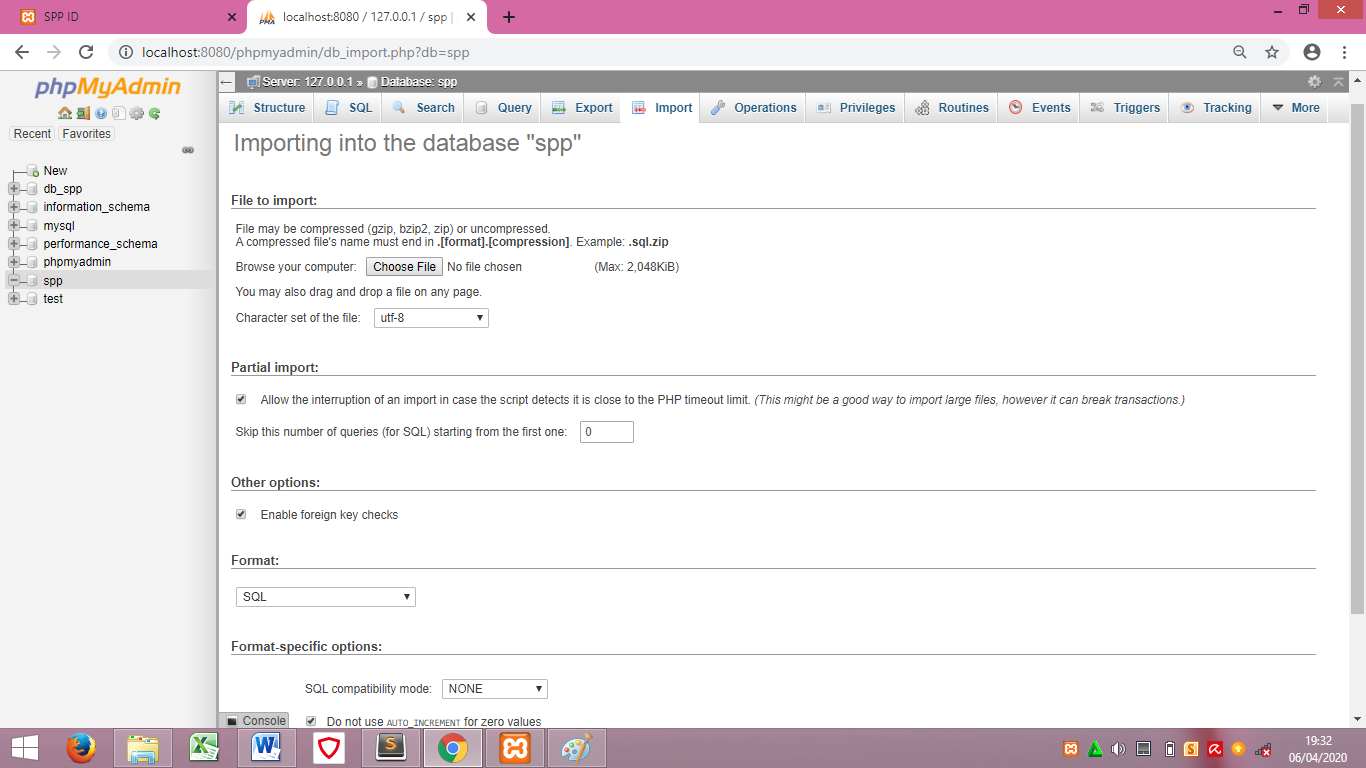 SPP ID
localhost:8080 / 127.0.0.1 / spp |
localhost:8080/phpmyadmin/db_import.php?db=spp
phpMyAdmin
Recent Favorites
New
db_spp
information_schema
mysql
performance_schema
phpmyadmin
spp
test
Server: 127.0.0.1 » Database: spp
Structure SQL Search Query Export Import Operations Privileges Routines Events Triggers Tracking More
Importing into the database "spp"
File to import:
File may be compressed (gzip, bzip2, zip) or uncompressed.
A compressed file's name must end in .[format].[compression]. Example: .sql.zip
Browse your computer: Choose File No file chosen (Max: 2,048KiB)
You may also drag and drop a file on any page.
Character set of the file: utf-8
Partial import:
Allow the interruption of an import in case the script detects it is close to the PHP timeout limit. (This might be a good way to import large files, however it can break transactions.)
Skip this number of queries (for SQL) starting from the first one: 0
Other options:
Enable foreign key checks
Format:
SQL
Format-specific options:
SQL compatibility mode: NONE
Console
Do not use AUTO_INCREMENT for zero values
19:32
06/04/2020